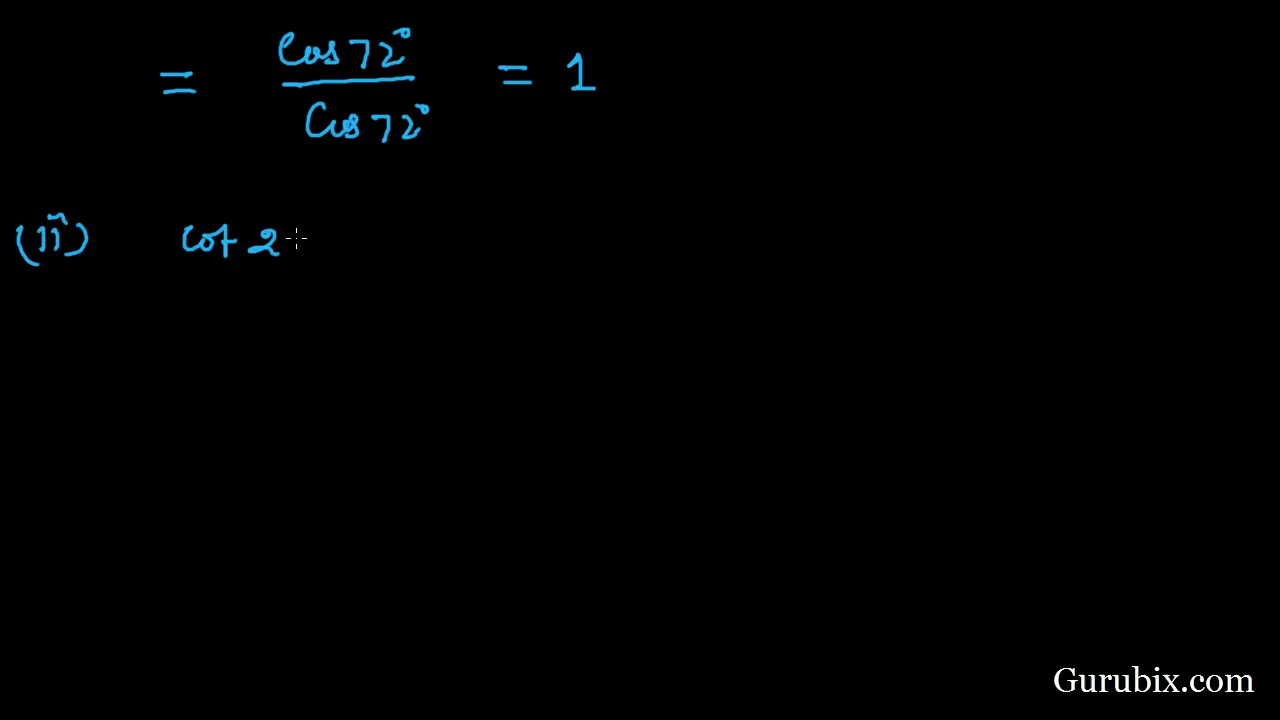 = Cos 72° / Cos 72° = 1
(ii) Cot 2
Gurubix.com